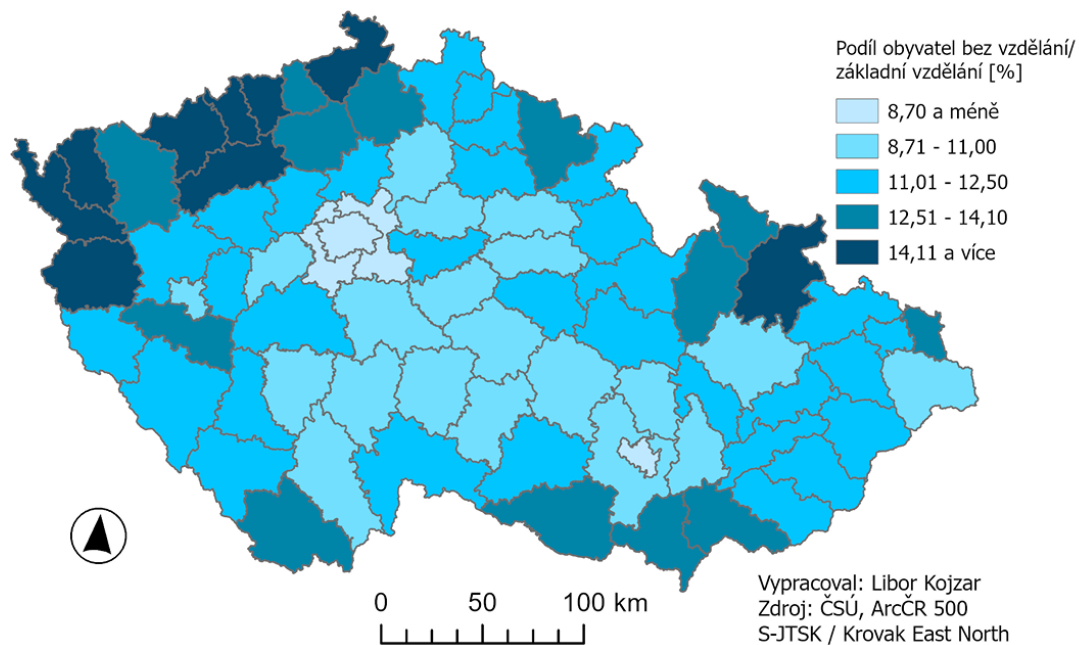 Podíl obyvatel bez vzdělání/
základní vzdělání [%]
8,70 a méně
8,71 - 11,00
11,01 - 12,50
12,51 - 14,10
14,11 a více
0 50 100 km
Vypracoval: Libor Kojzar
Zdroj: ČSÚ, ArcČR 500
S-JTSK / Krovak East North